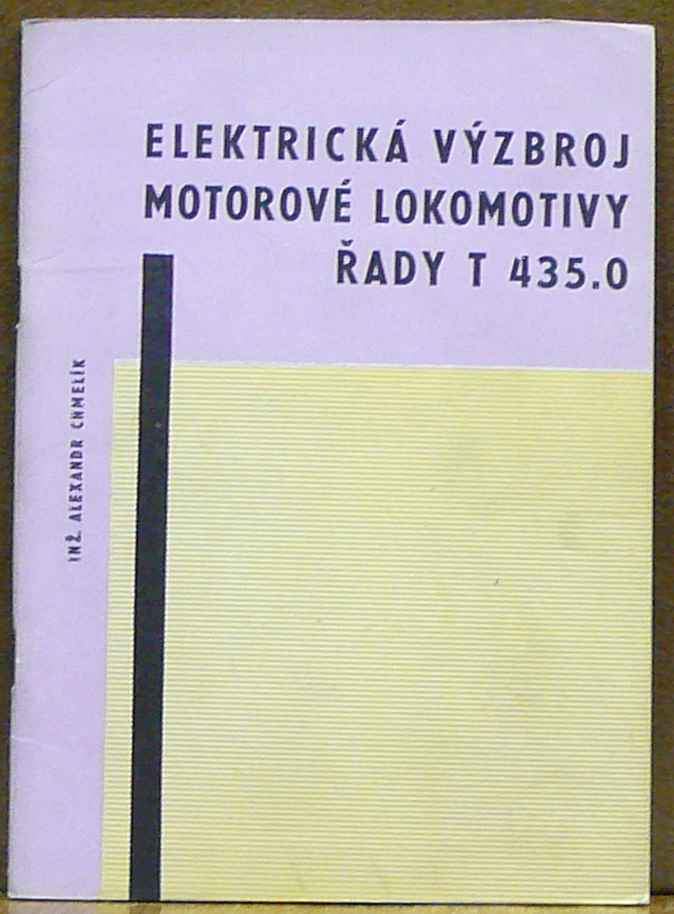 ELEKTRICKÁ VÝZBROJ
MOTOROVÉ LOKOMOTIVY
ŘADY T 435.0
INŽ. ALEXANDR CHMELÍK